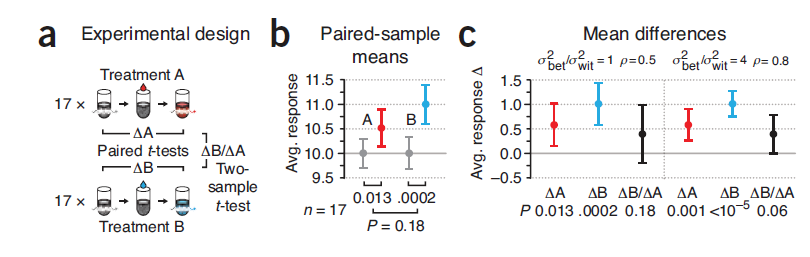 a Experimental design
Treatment A
17 ×
ΔA
Paired t-tests
ΔB/ΔA
ΔB
Two-
sample
t-test
17 ×
Treatment B
b Paired-sample
means
Avg. response
11.5
11.0
10.5
10.0
9.5
A B
0.013 .0002
n = 17
P = 0.18
c Mean differences
σ²bet/σ²wit = 1 ρ=0.5 σ²bet/σ²wit = 4 ρ= 0.8
Avg. response Δ
1.5
1.0
0.5
0.0
–0.5
ΔA ΔB ΔB/ΔA ΔA ΔB ΔB/ΔA
P 0.013 .0002 0.18 0.001 <10⁻⁵ 0.06